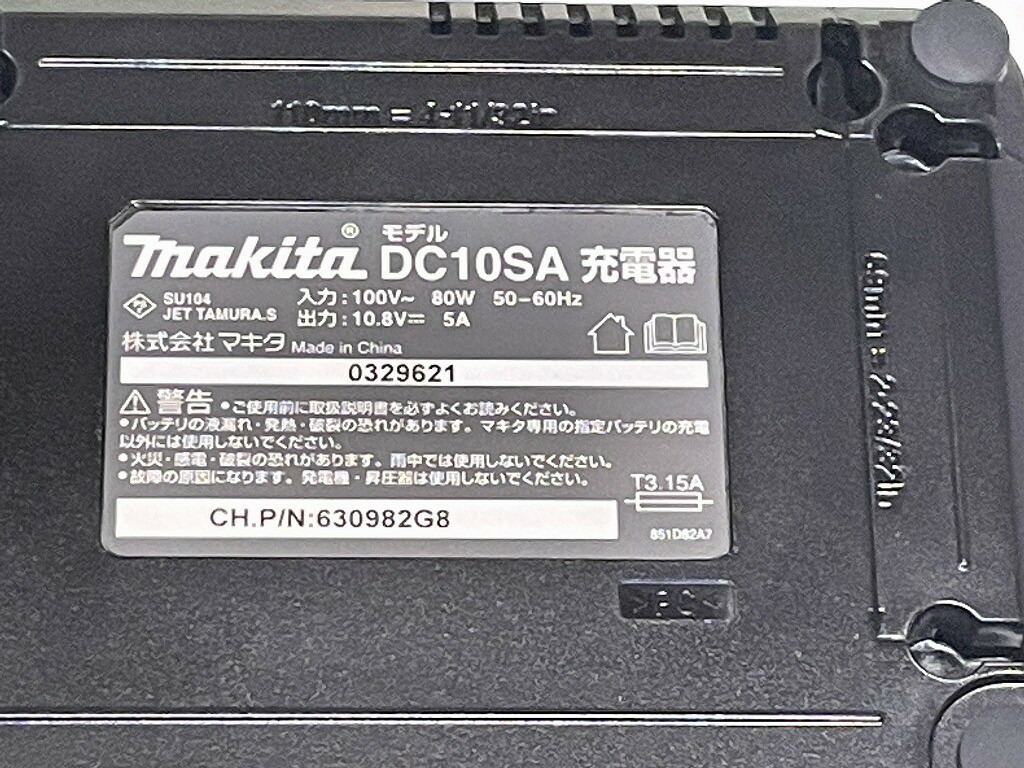 110mm = 4-11/32in
makita® モデル DC10SA 充電器
SU104
JET TAMURA.S
入力:100V~ 80W 50-60Hz
出力:10.8V⎓ 5A
株式会社マキタ Made in China
0329621
警告 •ご使用前に取扱説明書を必ずよくお読みください。
•バッテリの液漏れ・発熱・破裂の恐れがあります。マキタ専用の指定バッテリの充電
以外には使用しないでください。
•火災・感電・破裂の恐れがあります。雨中では使用しないでください。
•故障の原因になります。発電機・昇圧器は使用しないでください。
T3.15A
CH.P/N:630982G8
851D82A7
>PC<